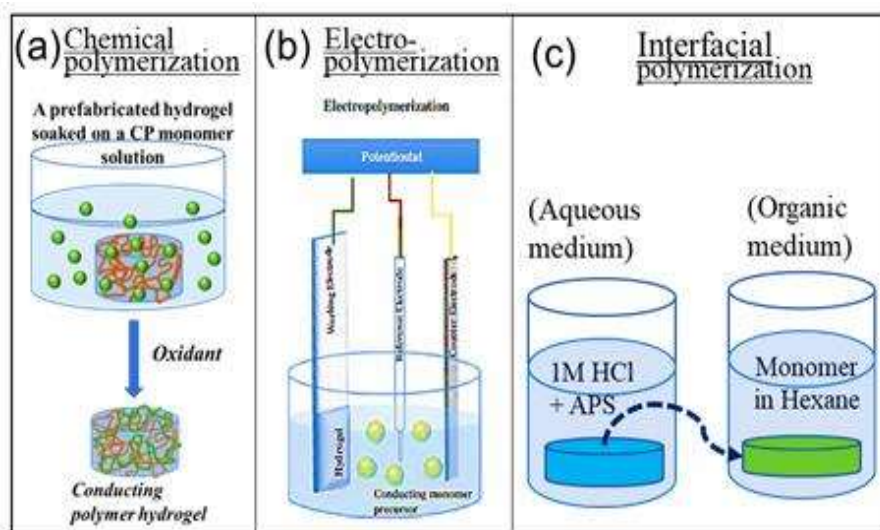 (a) Chemical
polymerization
A prefabricated hydrogel
soaked on a CP monomer
solution
Oxidant
Conducting
polymer hydrogel
(b) Electro-
polymerization
Electropolymerization
Potentiostat
Working Electrode
Reference Electrode
Counter Electrode
Hydrogel
Conducting monomer
precursor
(c) Interfacial
polymerization
(Aqueous
medium)
1M HCl
+ APS
(Organic
medium)
Monomer
in Hexane